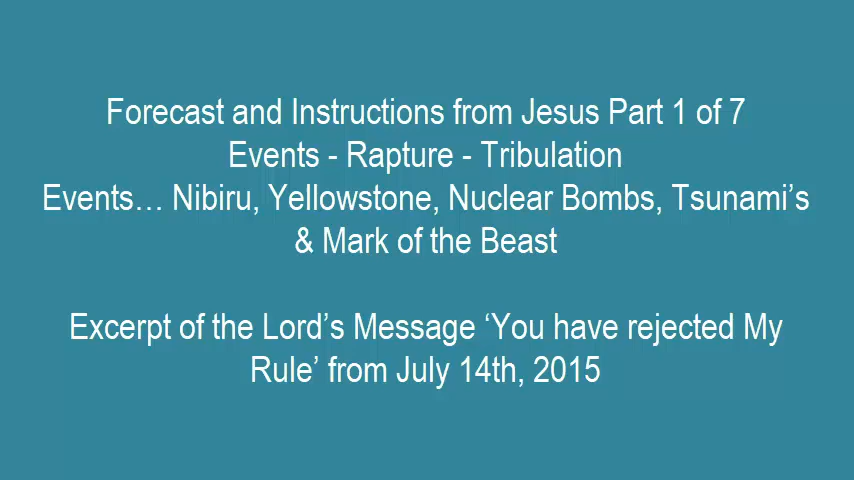 Forecast and Instructions from Jesus Part 1 of 7
Events - Rapture - Tribulation
Events… Nibiru, Yellowstone, Nuclear Bombs, Tsunami’s
& Mark of the Beast
Excerpt of the Lord’s Message ‘You have rejected My
Rule’ from July 14th, 2015